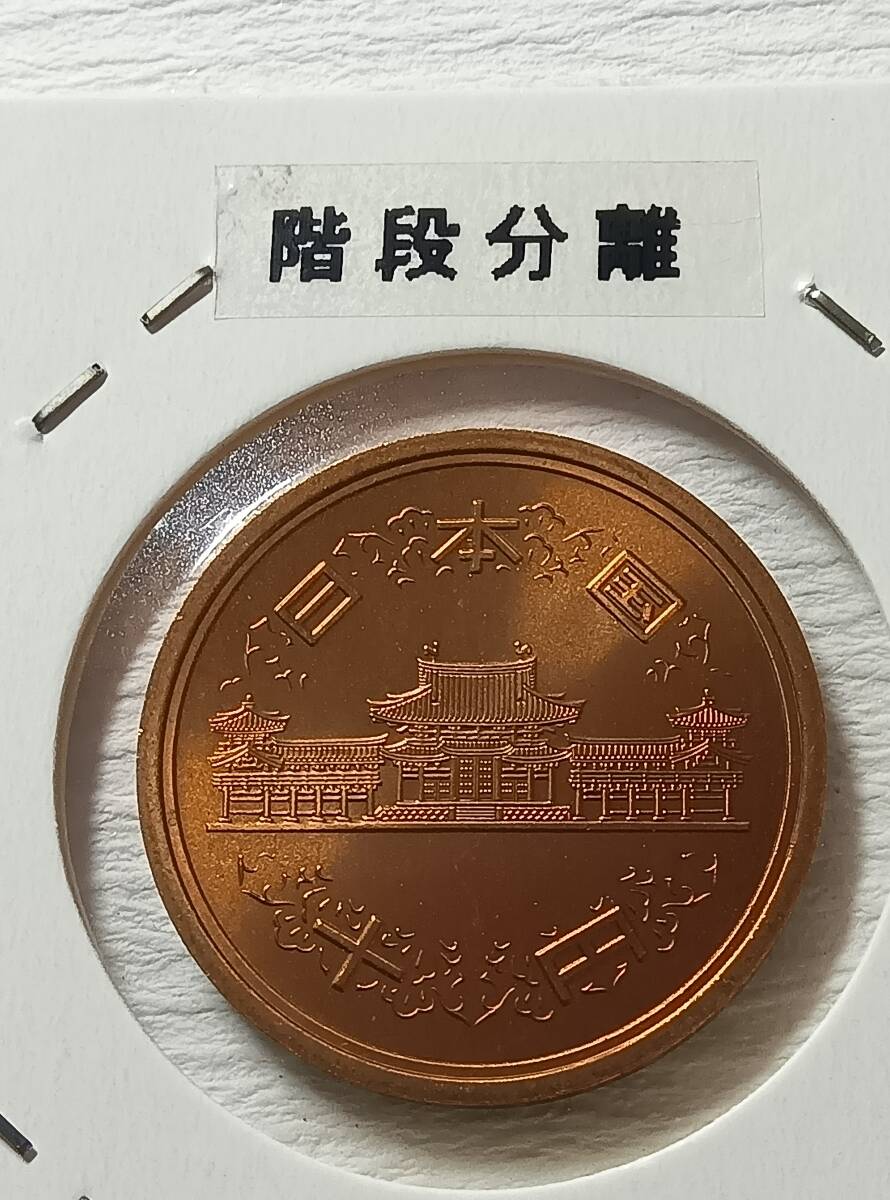 階段分離
日本国
十円